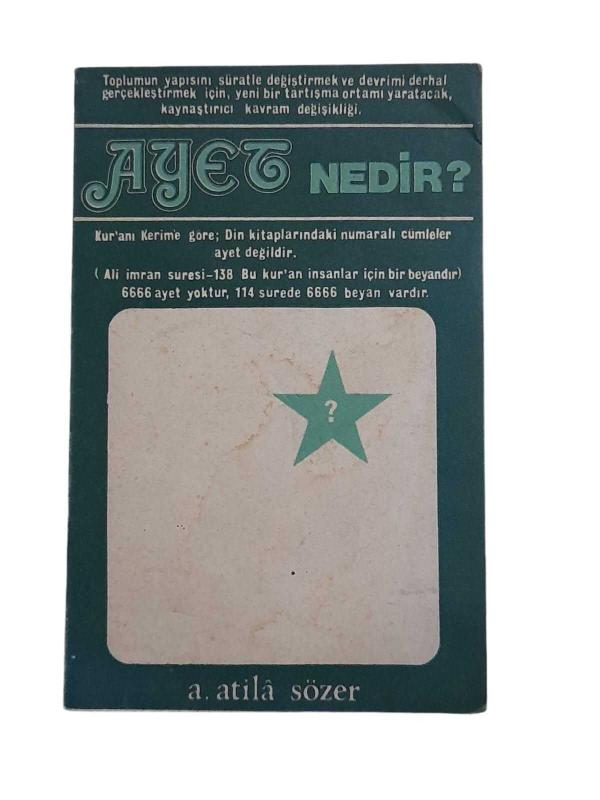 Toplumun yapısını süratle değiştirmek ve devrimi derhal
gerçekleştirmek için, yeni bir tartışma ortamı yaratacak,
kaynaştırıcı kavram değişikliği.
AYET NEDİR?
Kur'anı Kerim'e göre; Din kitaplarındaki numaralı cümleler
ayet değildir.
( Ali imran suresi-138 Bu kur'an insanlar için bir beyandır)
6666 ayet yoktur, 114 surede 6666 beyan vardır.
?
a. atilâ sözer